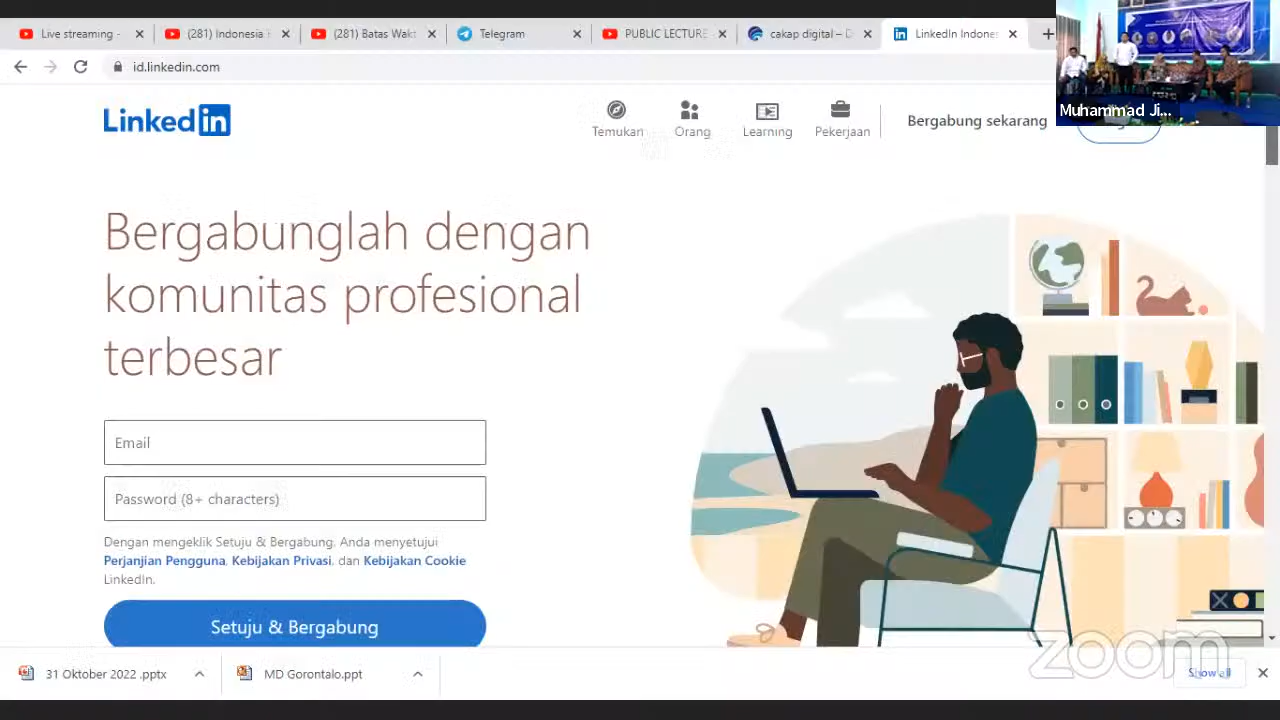 Live streaming -
(281) Indonesia
(281) Batas Wakt
Telegram
PUBLIC LECTURE
cakap digital – D
LinkedIn Indones
id.linkedin.com
Muhammad Ji...
Linked in
Temukan
Orang
Learning
Pekerjaan
Bergabung sekarang
Bergabunglah dengan
komunitas profesional
terbesar
Email
Password (8+ characters)
Dengan mengeklik Setuju & Bergabung, Anda menyetujui
Perjanjian Pengguna, Kebijakan Privasi, dan Kebijakan Cookie
LinkedIn.
Setuju & Bergabung
zoom
31 Oktober 2022 .pptx
MD Gorontalo.ppt
Show all